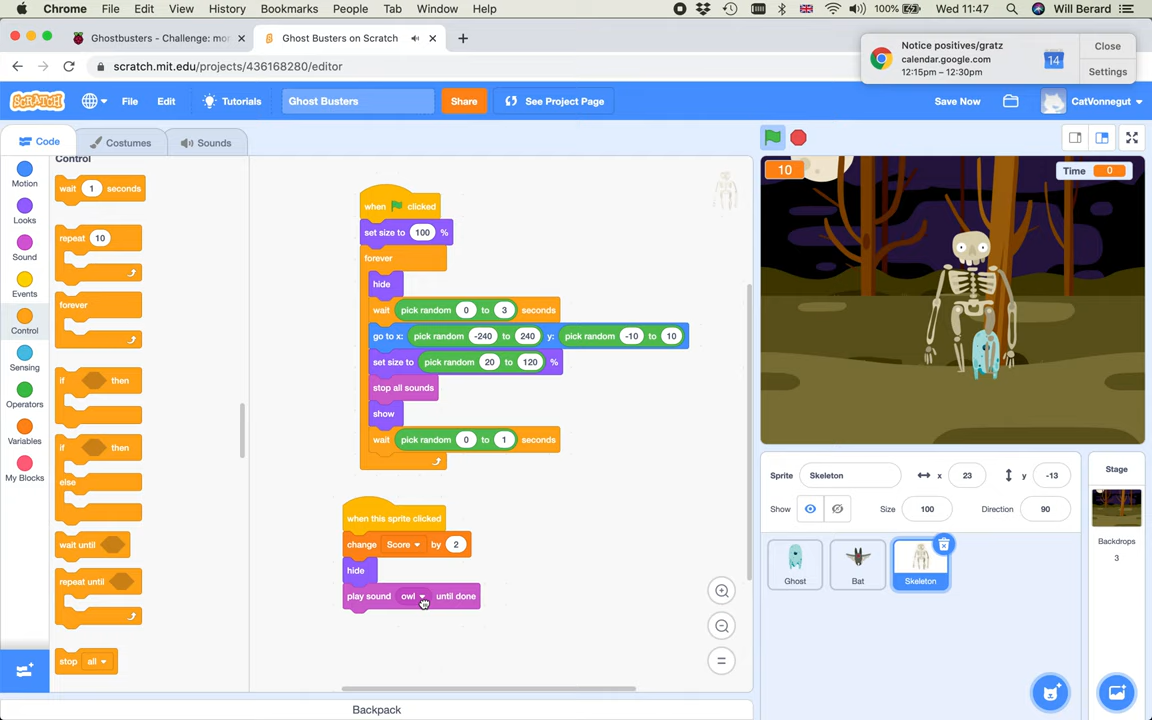 Chrome File Edit View History Bookmarks People Tab Window Help 100% Wed 11:47 Will Berard
Ghostbusters - Challenge: mor
Ghost Busters on Scratch
scratch.mit.edu/projects/436168280/editor
Notice positives/gratz
calendar.google.com
12:15pm – 12:30pm
14
Close
Settings
SCRATCH File Edit Tutorials Ghost Busters Share See Project Page Save Now CatVonnegut
Code Costumes Sounds
Motion
Looks
Sound
Events
Control
Sensing
Operators
Variables
My Blocks
Control
wait 1 seconds
repeat 10
forever
if then
if then
else
wait until
repeat until
stop all
when clicked
set size to 100 %
forever
hide
wait pick random 0 to 3 seconds
go to x: pick random -240 to 240 y: pick random -10 to 10
set size to pick random 20 to 120 %
stop all sounds
show
wait pick random 0 to 1 seconds
when this sprite clicked
change Score by 2
hide
play sound owl until done
Backpack
10
Time 0
Sprite Skeleton x 23 y -13
Show Size 100 Direction 90
Ghost
Bat
Skeleton
Stage
Backdrops
3